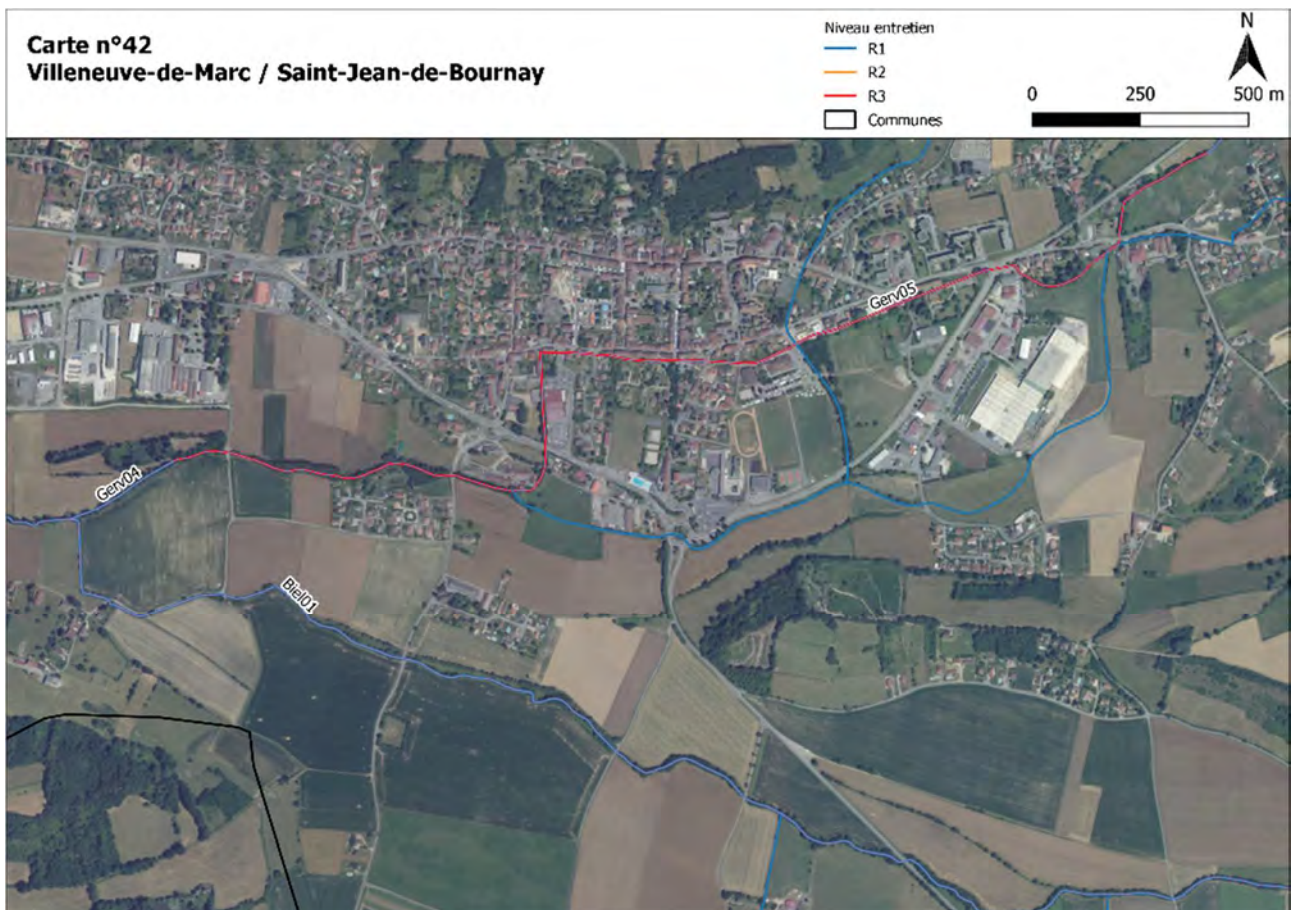 Carte n°42
Villeneuve-de-Marc / Saint-Jean-de-Bournay
Niveau entretien
R1
R2
R3
Communes
N
0 250 500 m
Gerv05
Gerv04
Biel01